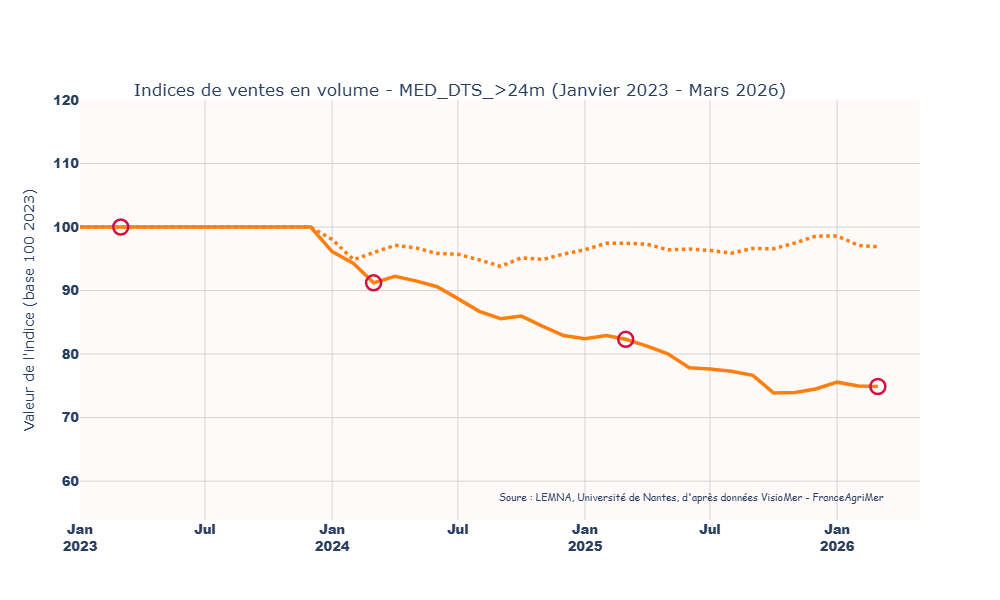 Indices de ventes en volume - MED_DTS_>24m (Janvier 2023 - Mars 2026)
120
110
100
90
80
70
60
Valeur de l'indice (base 100 2023)
Soure : LEMNA, Université de Nantes, d'après données VisioMer - FranceAgriMer
Jan
2023
Jul
Jan
2024
Jul
Jan
2025
Jul
Jan
2026